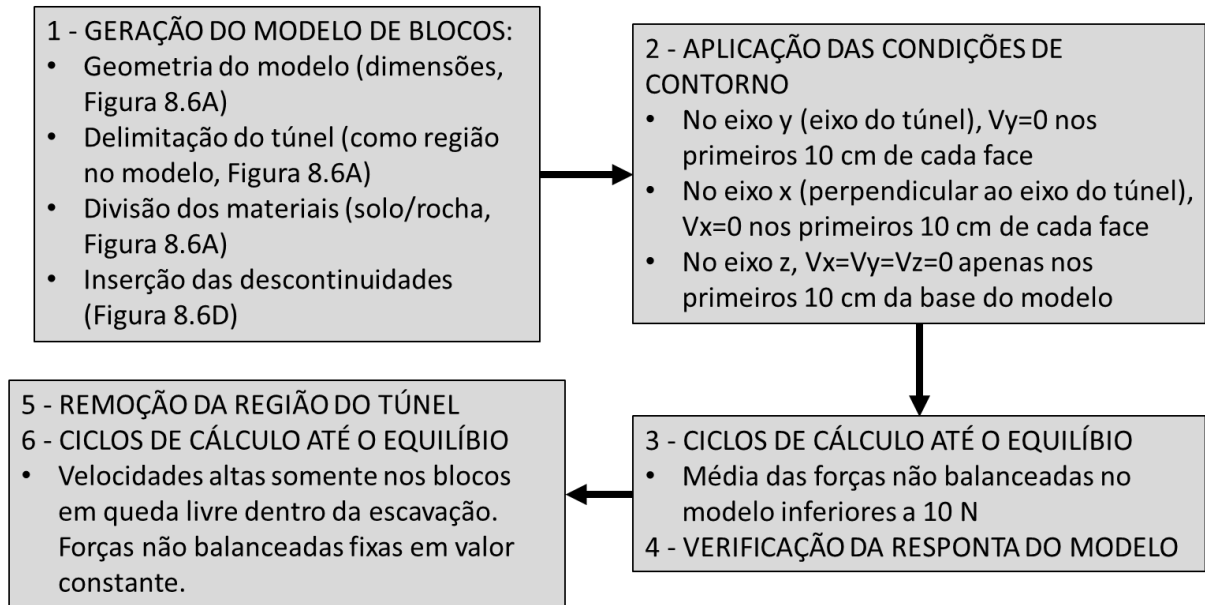 1 - GERAÇÃO DO MODELO DE BLOCOS:
• Geometria do modelo (dimensões,
Figura 8.6A)
• Delimitação do túnel (como região
no modelo, Figura 8.6A)
• Divisão dos materiais (solo/rocha,
Figura 8.6A)
• Inserção das descontinuidades
(Figura 8.6D)
2 - APLICAÇÃO DAS CONDIÇÕES DE
CONTORNO
• No eixo y (eixo do túnel), Vy=0 nos
primeiros 10 cm de cada face
• No eixo x (perpendicular ao eixo do túnel),
Vx=0 nos primeiros 10 cm de cada face
• No eixo z, Vx=Vy=Vz=0 apenas nos
primeiros 10 cm da base do modelo
3 - CICLOS DE CÁLCULO ATÉ O EQUILÍBIO
• Média das forças não balanceadas no
modelo inferiores a 10 N
4 - VERIFICAÇÃO DA RESPONTA DO MODELO
5 - REMOÇÃO DA REGIÃO DO TÚNEL
6 - CICLOS DE CÁLCULO ATÉ O EQUILÍBIO
• Velocidades altas somente nos blocos
em queda livre dentro da escavação.
Forças não balanceadas fixas em valor
constante.